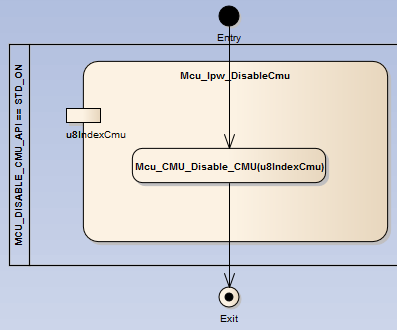 Entry
MCU_DISABLE_CMU_API == STD_ON
Mcu_Ipw_DisableCmu
u8IndexCmu
Mcu_CMU_Disable_CMU(u8IndexCmu)
Exit